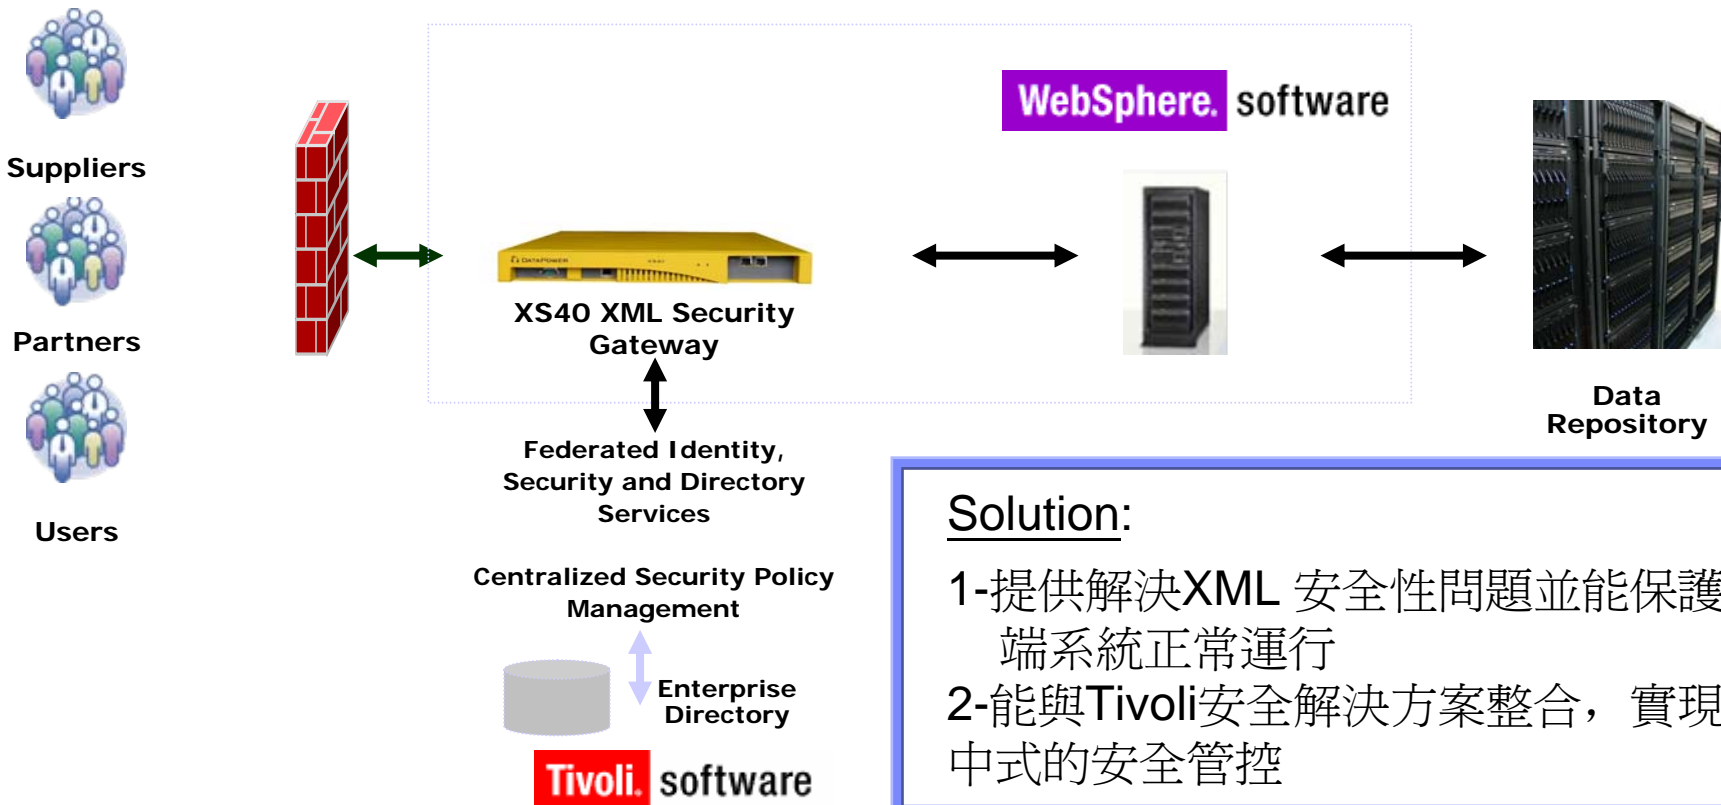 Suppliers
Partners
Users
WebSphere. software
DATAPOWER
XS40 XML Security
Gateway
Federated Identity,
Security and Directory
Services
Centralized Security Policy
Management
Enterprise
Directory
Tivoli. software
Data
Repository
Solution:
1-提供解決XML 安全性問題並能保護
端系統正常運行
2-能與Tivoli安全解決方案整合，實現
中式的安全管控